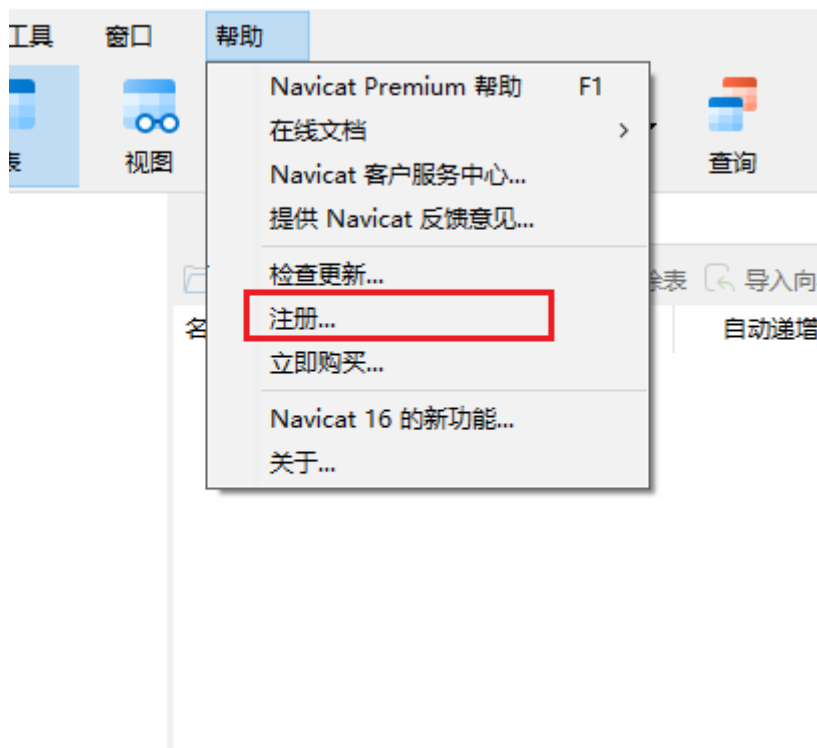 工具 窗口 帮助
Navicat Premium 帮助 F1
在线文档
视图 查询
Navicat 客户服务中心...
提供 Navicat 反馈意见...
检查更新...
除表 导入向
注册...
名 自动递增
立即购买...
Navicat 16 的新功能...
关于...